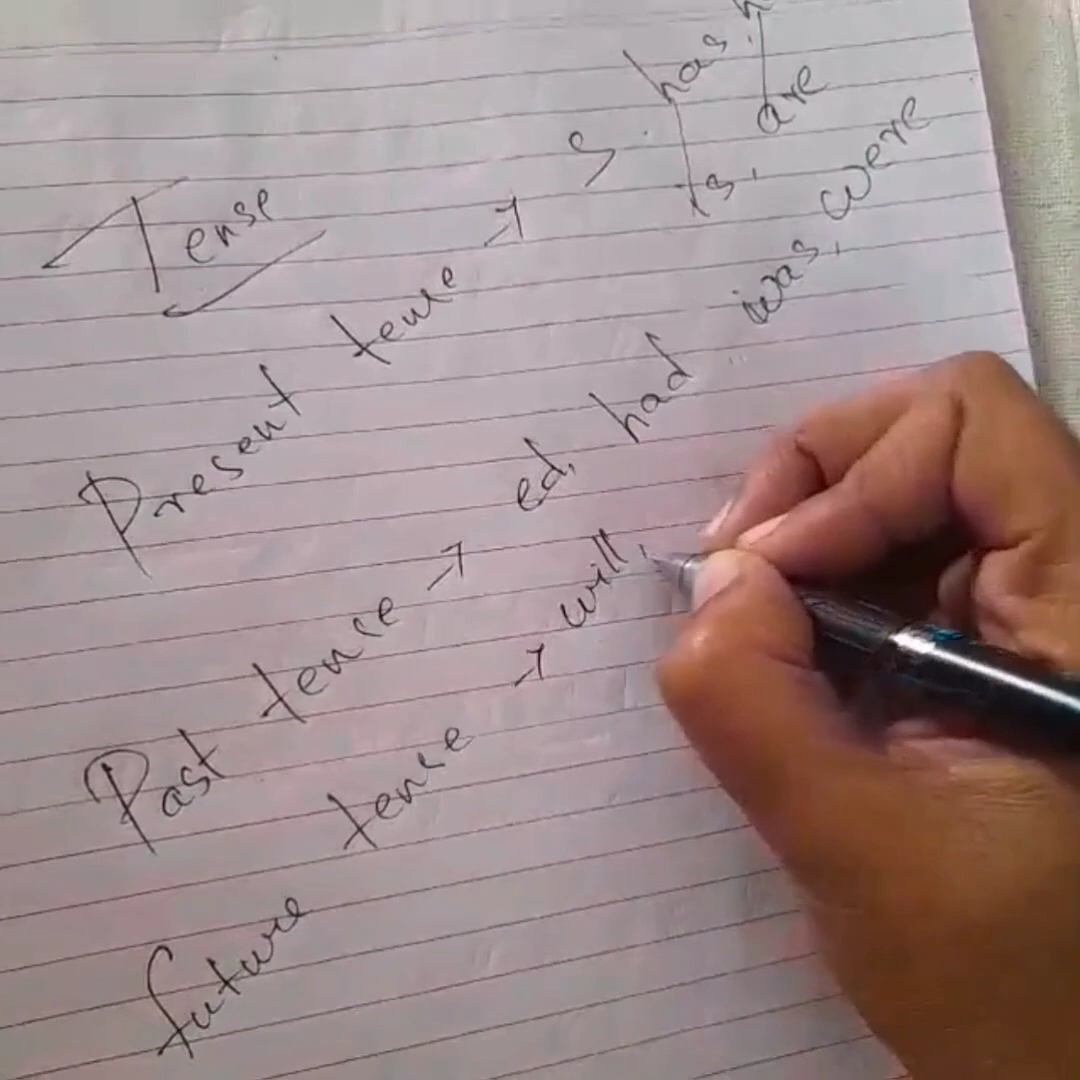 Tense
Present tense → s. has.
is. are
Past tense → ed, had was, were
future tense → will,